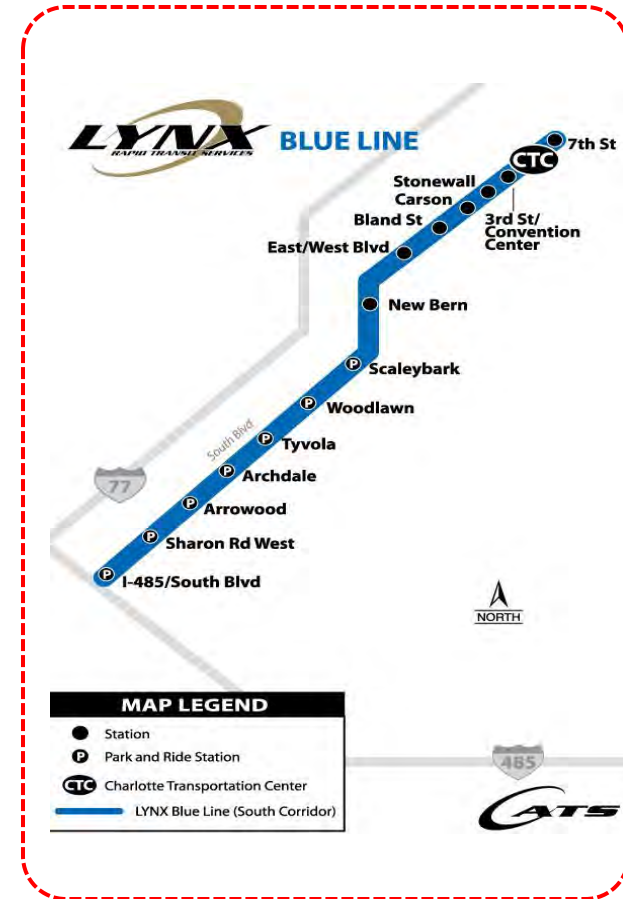 LYNX
RAPID TRANSIT SERVICES
BLUE LINE
7th St
CTC
Stonewall
Carson
3rd St/
Convention
Center
Bland St
East/West Blvd
New Bern
Scaleybark
Woodlawn
South Blvd
Tyvola
Archdale
77
Arrowood
Sharon Rd West
I-485/South Blvd
NORTH
MAP LEGEND
Station
P Park and Ride Station
CTC Charlotte Transportation Center
LYNX Blue Line (South Corridor)
485
CATS